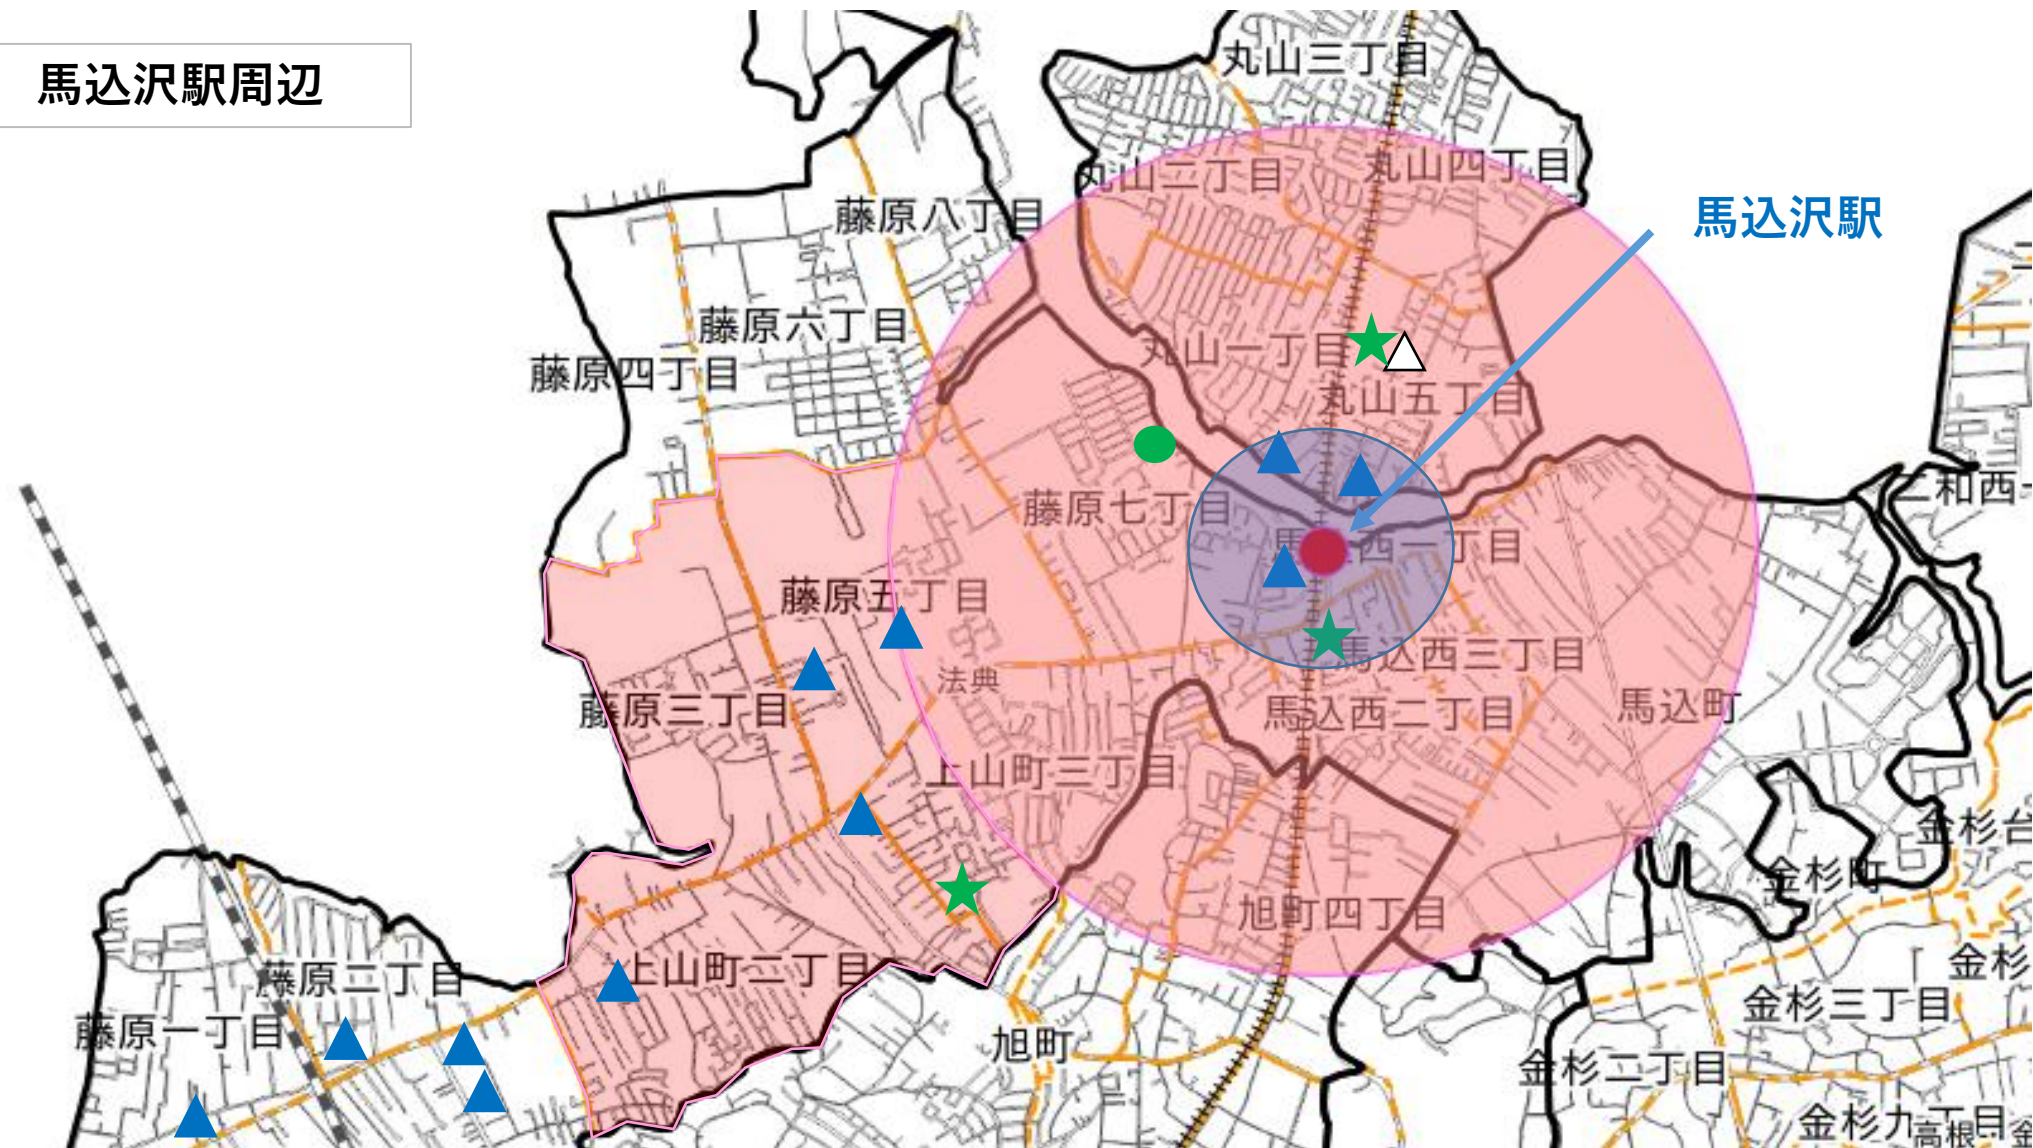 馬込沢駅周辺
丸山三丁目
丸山二丁目
丸山四丁目
馬込沢駅
藤原八丁目
藤原六丁目
丸山一丁目
藤原四丁目
丸山五丁目
二和西
藤原七丁目
西一丁目
藤原五丁目
馬込西三丁目
法典
藤原三丁目
馬込西二丁目
馬込町
上山町三丁目
金杉台
金杉町
旭町四丁目
金杉
上山町二丁目
藤原二丁目
金杉三丁目
藤原一丁目
旭町
金杉二丁目
金杉九丁目
高根